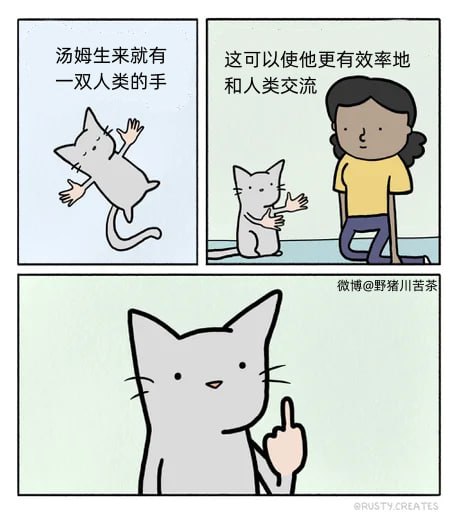 汤姆生来就有
一双人类的手
这可以使他更有效率地
和人类交流
微博@野猪川苦茶
@RUSTY.CREATES